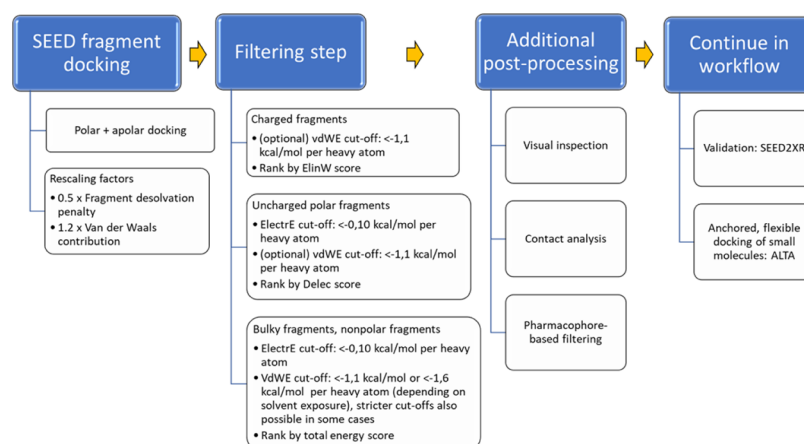 SEED fragment
docking
Polar + apolar docking
Rescaling factors
• 0.5 x Fragment desolvation
penalty
• 1.2 x Van der Waals
contribution
Filtering step
Charged fragments
• (optional) vdWE cut-off: <-1,1
kcal/mol per heavy atom
• Rank by ElinW score
Uncharged polar fragments
• ElectrE cut-off: <-0,10 kcal/mol per
heavy atom
• (optional) vdWE cut-off: <-1,1 kcal/mol
per heavy atom
• Rank by Delec score
Bulky fragments, nonpolar fragments
• ElectrE cut-off: <-0,10 kcal/mol per heavy
atom
• VdWE cut-off: <-1,1 kcal/mol or <-1,6
kcal/mol per heavy atom (depending on
solvent exposure), stricter cut-offs also
possible in some cases
• Rank by total energy score
Additional
post-processing
Visual inspection
Contact analysis
Pharmacophore-
based filtering
Continue in
workflow
Validation: SEED2XR
Anchored, flexible
docking of small
molecules: ALTA